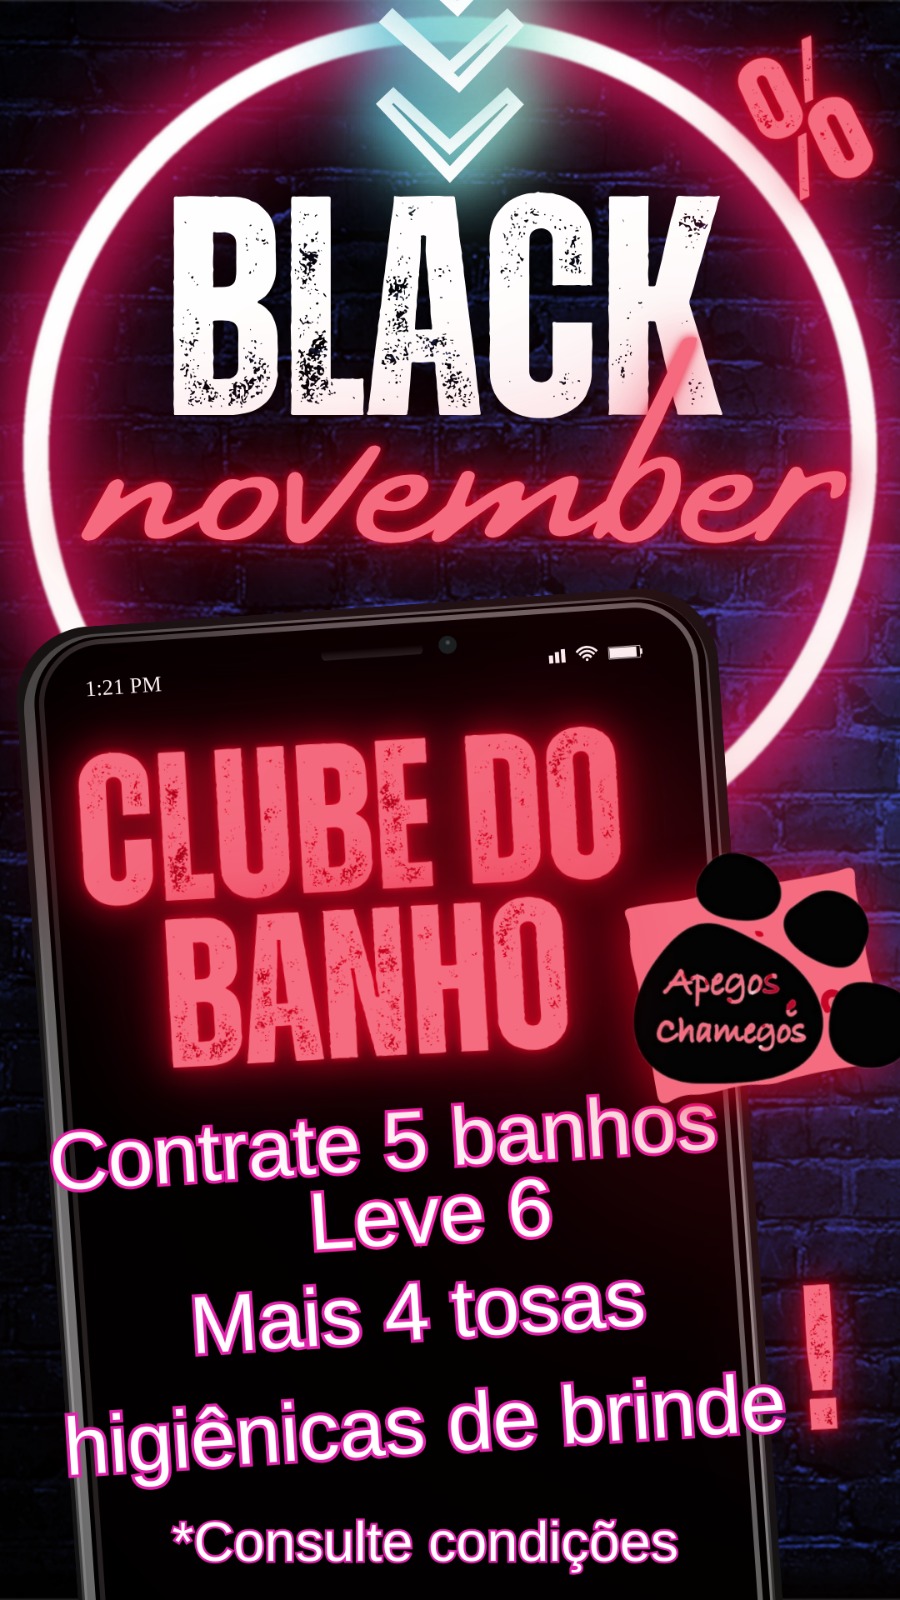 %
BLACK
november
1:21 PM
CLUBE DO
BANHO
Apegos
e
Chamegos
Contrate 5 banhos
Leve 6
Mais 4 tosas
higiênicas de brinde
!
*Consulte condições